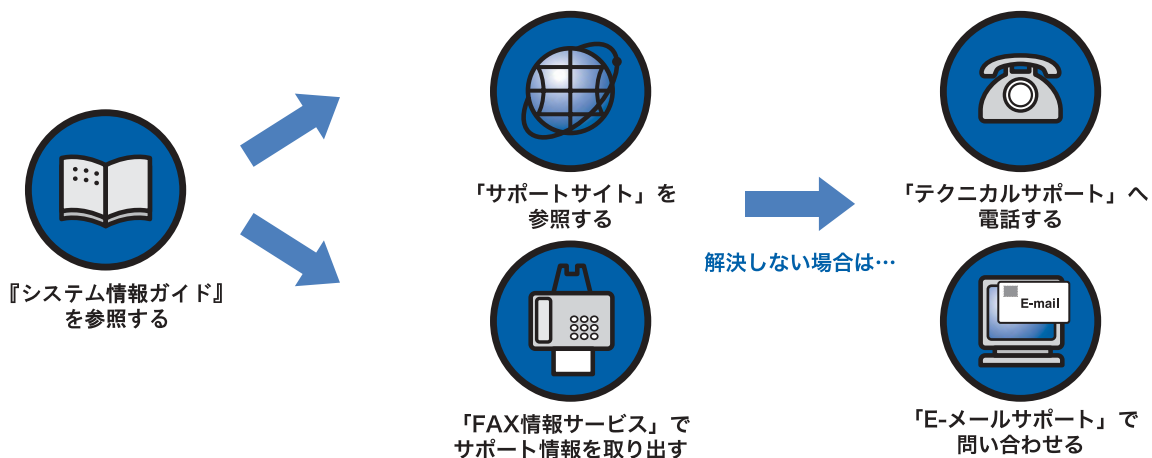 『システム情報ガイド』
を参照する
「サポートサイト」を
参照する
「FAX情報サービス」で
サポート情報を取り出す
解決しない場合は…
「テクニカルサポート」へ
電話する
E-mail
「E-メールサポート」で
問い合わせる